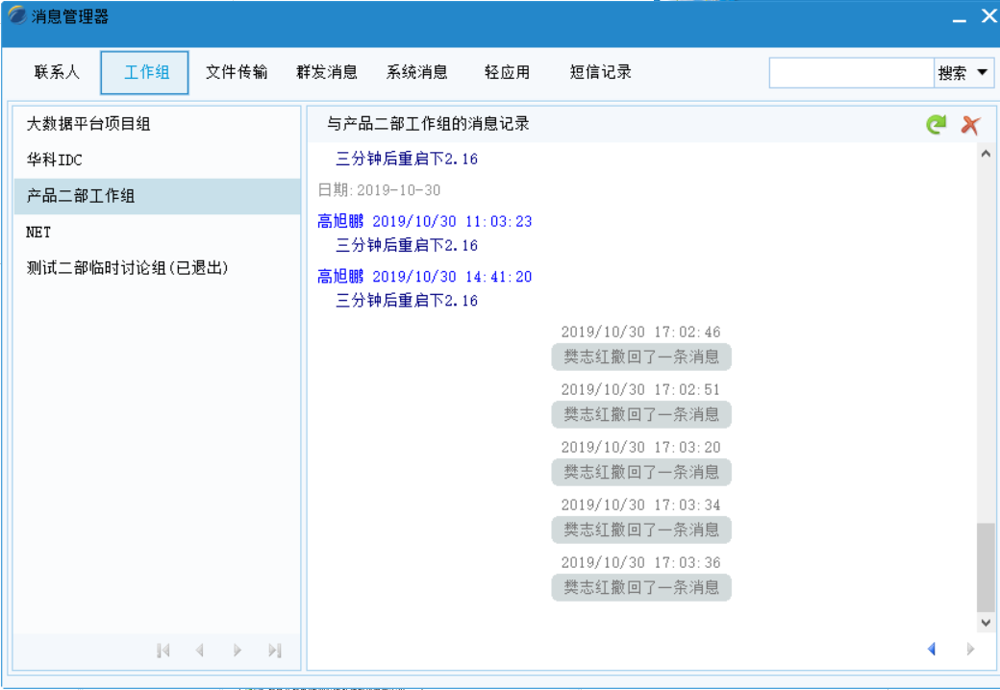 消息管理器
联系人 工作组 文件传输 群发消息 系统消息 轻应用 短信记录 搜索
大数据平台项目组
华科IDC
产品二部工作组
NET
测试二部临时讨论组(已退出)
与产品二部工作组的消息记录
三分钟后重启下2.16
日期:2019-10-30
高旭鹏 2019/10/30 11:03:23
三分钟后重启下2.16
高旭鹏 2019/10/30 14:41:20
三分钟后重启下2.16
2019/10/30 17:02:46
樊志红撤回了一条消息
2019/10/30 17:02:51
樊志红撤回了一条消息
2019/10/30 17:03:20
樊志红撤回了一条消息
2019/10/30 17:03:34
樊志红撤回了一条消息
2019/10/30 17:03:36
樊志红撤回了一条消息